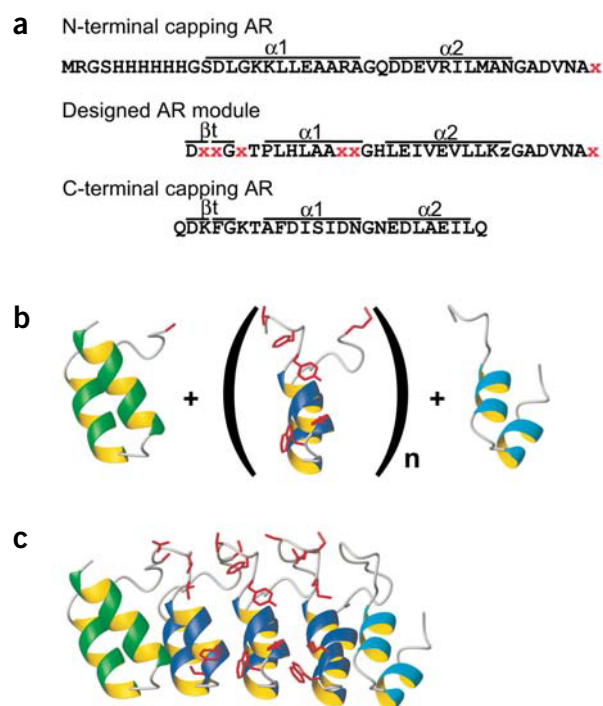 a
N-terminal capping AR
α1 α2
MRGSHHHHHHGSDLGKKLLEAARAGQDDEVRILMANGADVNAx
Designed AR module
βt α1 α2
DxxGxTPLHLAAxxGHLEIVEVLLKzGADVNAx
C-terminal capping AR
βt α1 α2
QDKFGKTAFDISIDNGNEDLAEILQ
b
+ ( ) n +
c